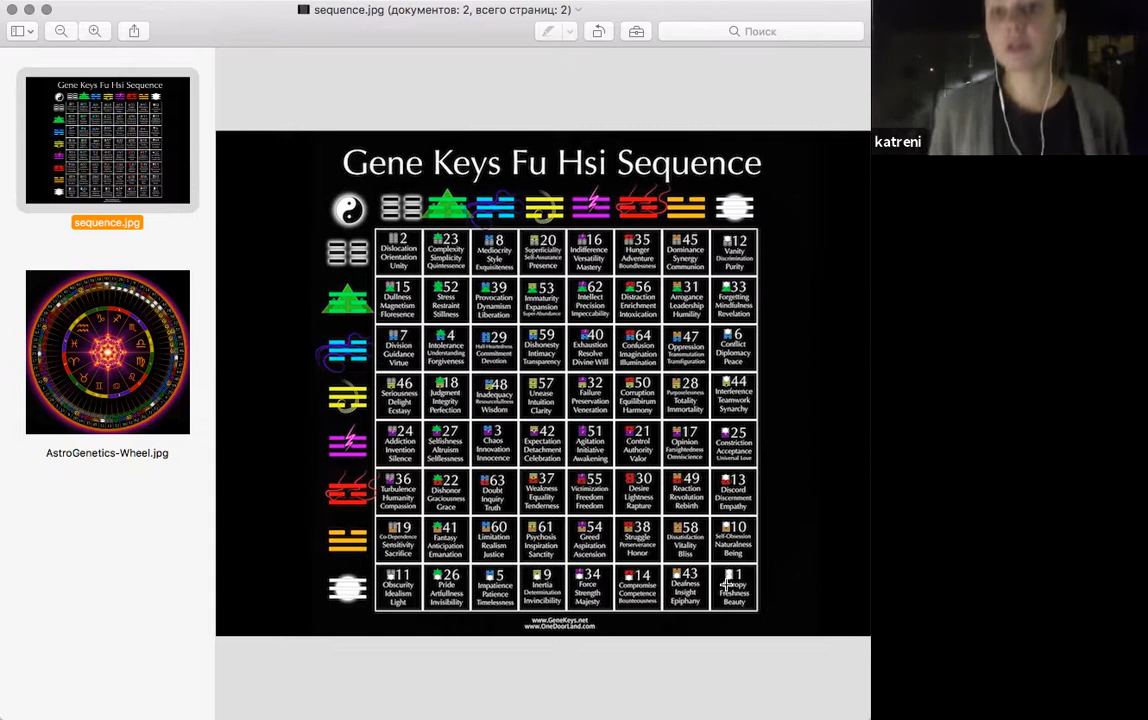 sequence.jpg (документов: 2, всего страниц: 2)
Поиск
katreni
sequence.jpg
AstroGenetics-Wheel.jpg
Gene Keys Fu Hsi Sequence
2 23 8 20 16 35 45 12
Dislocation Complexity Mediocrity Superficiality Indifference Hunger Dominance Vanity
Orientation Simplicity Style Self-Assurance Versatility Adventure Synergy Discrimination
Unity Quintessence Exquisiteness Presence Mastery Boundlessness Communion Purity
15 52 39 53 62 56 31 33
Dullness Stress Provocation Immaturity Intellect Distraction Arrogance Forgetting
Magnetism Restraint Dynamism Expansion Precision Enrichment Leadership Mindfulness
Floresence Stillness Liberation Super-Abundance Impeccability Intoxication Humility Revelation
7 4 29 59 40 64 47 6
Division Intolerance Half-Heartedness Dishonesty Exhaustion Confusion Oppression Conflict
Guidance Understanding Commitment Intimacy Resolve Imagination Transmutation Diplomacy
Virtue Forgiveness Devotion Transparency Divine Will Illumination Transfiguration Peace
46 18 48 57 32 50 28 44
Seriousness Judgment Inadequacy Unease Failure Corruption Purposelessness Interference
Delight Integrity Resourcefulness Intuition Preservation Equilibirum Totality Teamwork
Ecstasy Perfection Wisdom Clarity Veneration Harmony Immortality Synarchy
24 27 3 42 51 21 17 25
Addiction Selfishness Chaos Expectation Agitation Control Opinion Constriction
Invention Altruism Innovation Detachment Initiative Authority Farsightedness Acceptance
Silence Selflessness Innocence Celebration Awakening Valor Omniscience Universal Love
36 22 63 37 55 30 49 13
Turbulence Dishonor Doubt Weakness Victimization Desire Reaction Discord
Humanity Graciousness Inquiry Equality Freedom Lightness Revolution Discernment
Compassion Grace Truth Tenderness Freedom Rapture Rebirth Empathy
19 41 60 61 54 38 58 10
Co-Dependence Fantasy Limitation Psychosis Greed Struggle Dissatisfaction Self-Obsession
Sensitivity Anticipation Realism Inspiration Aspiration Perserverance Vitality Naturalness
Sacrifice Emanation Justice Sanctity Ascension Honor Bliss Being
11 26 5 9 34 14 43 1
Obscurity Pride Impatience Inertia Force Compromise Deafness
Idealism Artfullness Patience Determination Strength Competence Insight Freshness
Light Invisibility Timelessness Invincibility Majesty Bounteousness Epiphany Beauty
www.GeneKeys.net
www.OneDoorLand.com